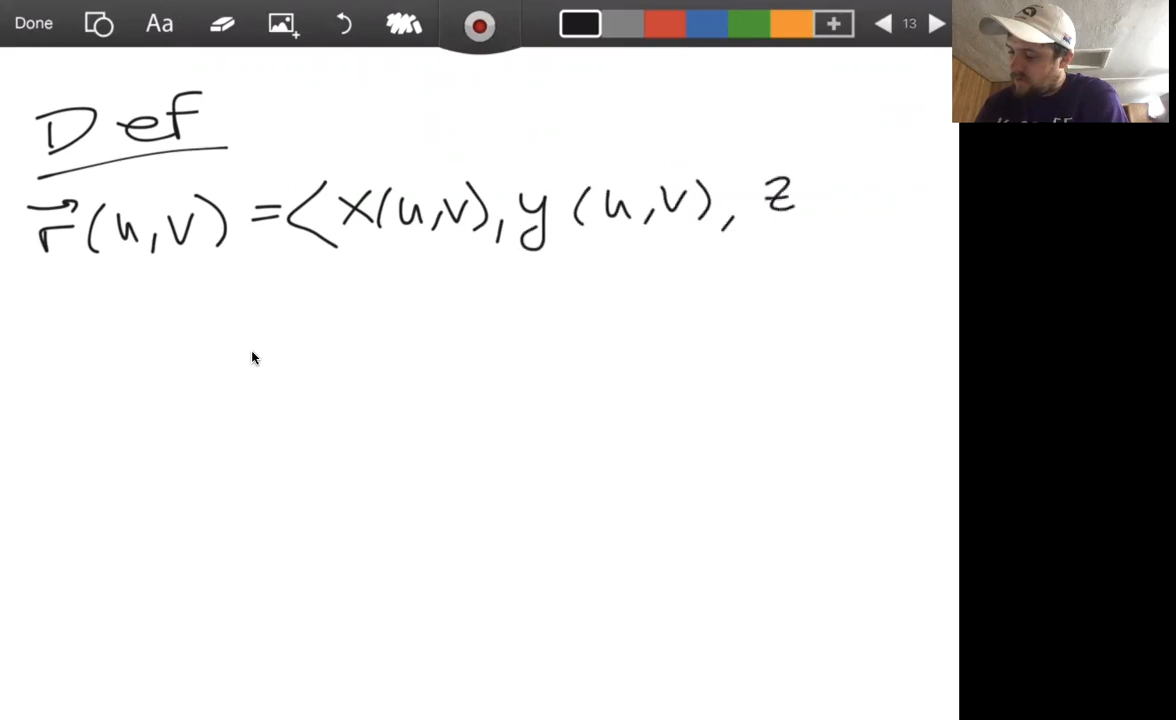 Done Aa 13
Def
r⃗(u,v) = <x(u,v), y(u,v), z